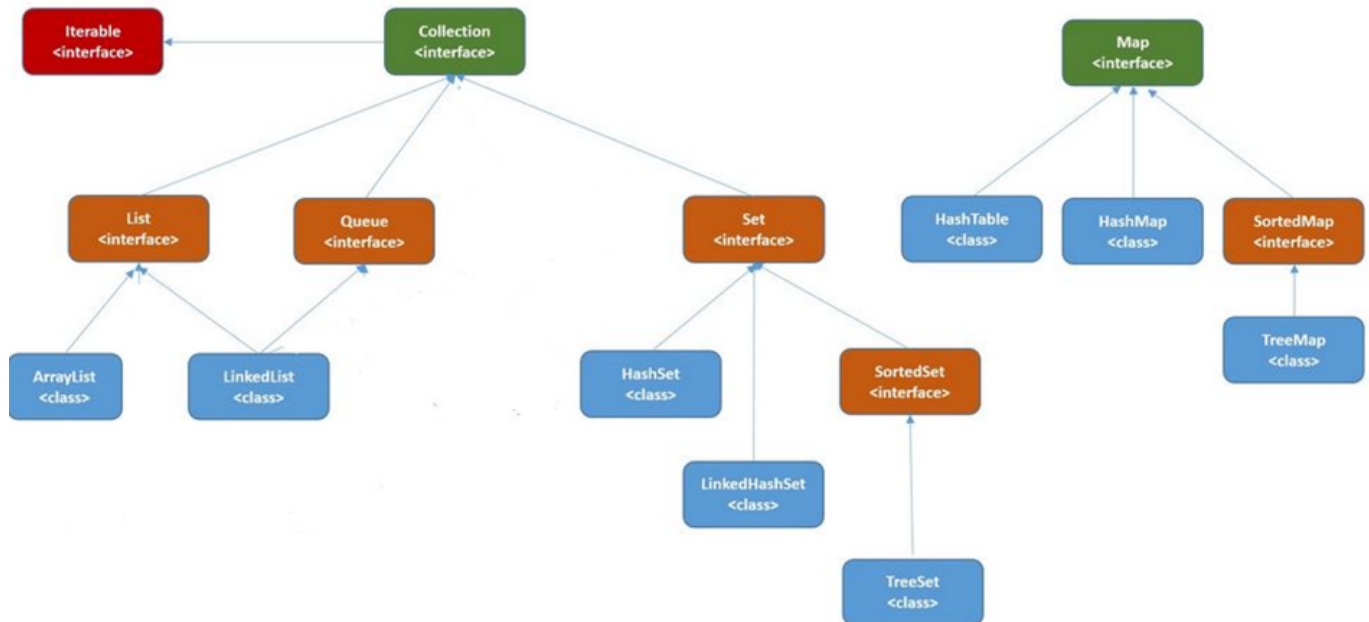 Iterable
<interface>
Collection
<interface>
Map
<interface>
List
<interface>
Queue
<interface>
Set
<interface>
HashTable
<class>
HashMap
<class>
SortedMap
<interface>
ArrayList
<class>
LinkedList
<class>
HashSet
<class>
SortedSet
<interface>
TreeMap
<class>
LinkedHashSet
<class>
TreeSet
<class>